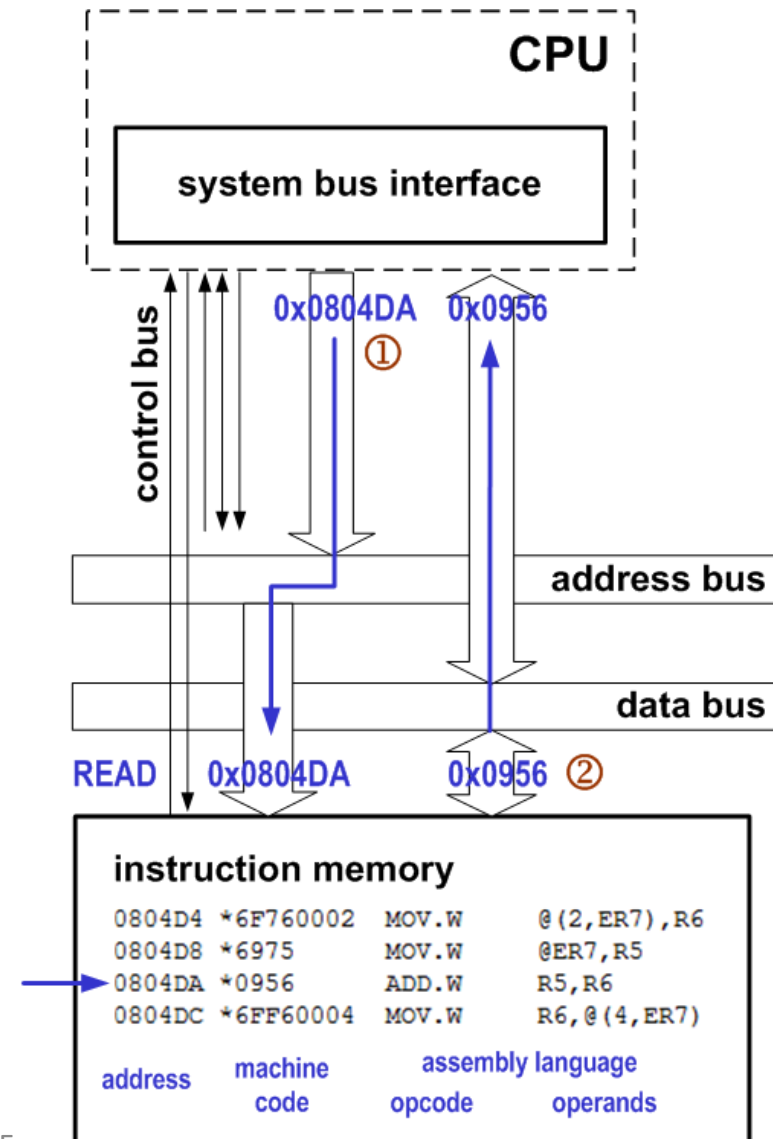 CPU
system bus interface
control bus
0x0804DA 0x0956
①
address bus
data bus
READ 0x0804DA 0x0956 ②
instruction memory
0804D4 *6F760002 MOV.W @(2,ER7),R6
0804D8 *6975 MOV.W @ER7,R5
0804DA *0956 ADD.W R5,R6
0804DC *6FF60004 MOV.W R6,@(4,ER7)
address machine code assembly language
opcode operands